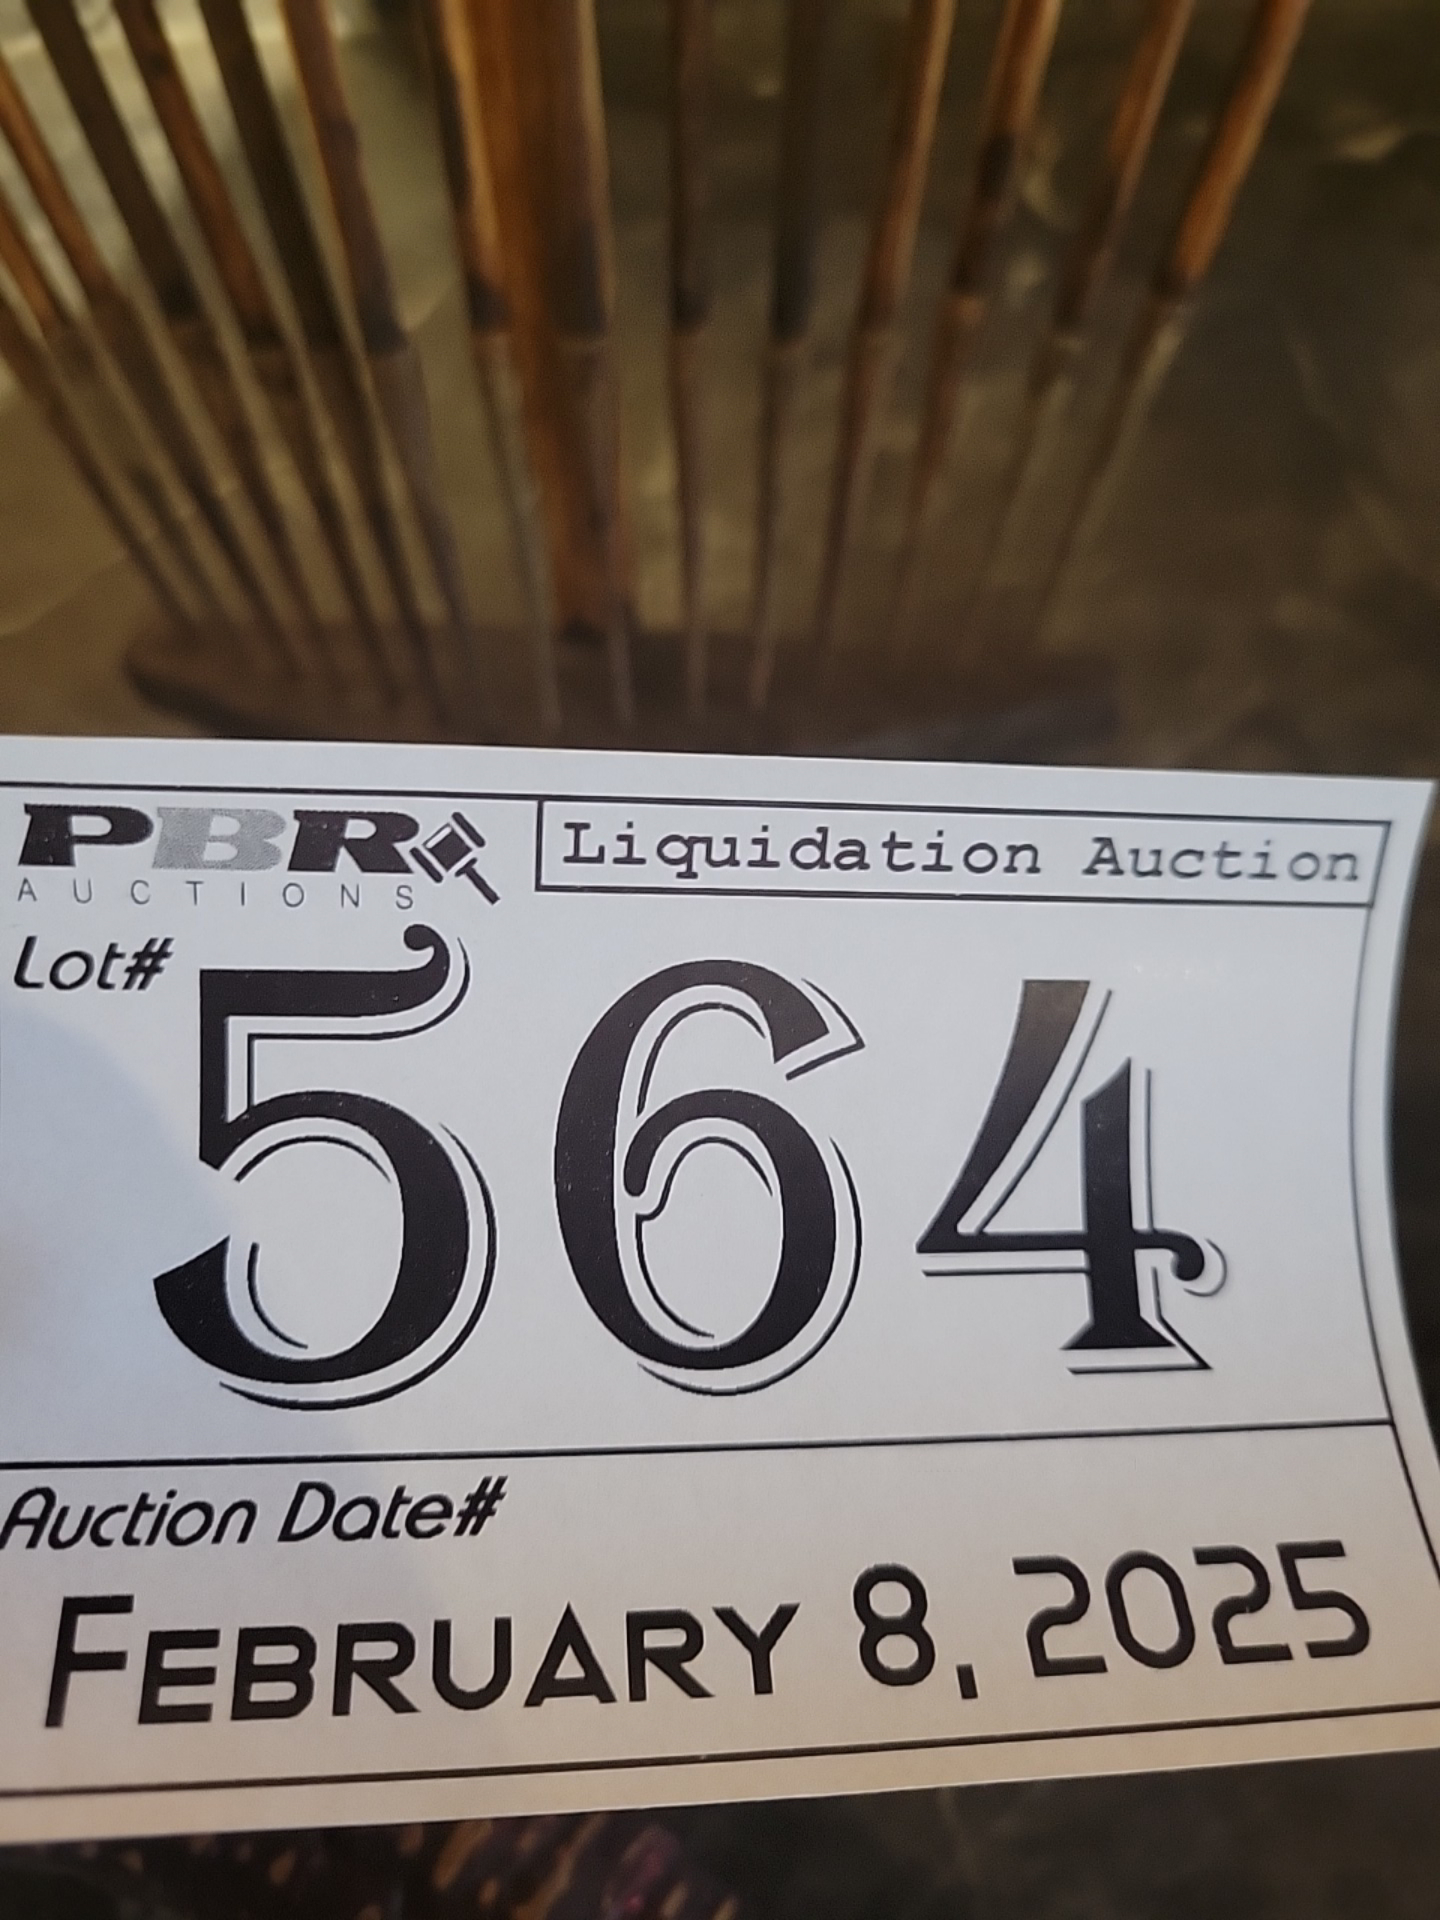 PBR
AUCTIONS
Liquidation Auction
Lot#
564
Auction Date#
FEBRUARY 8, 2025